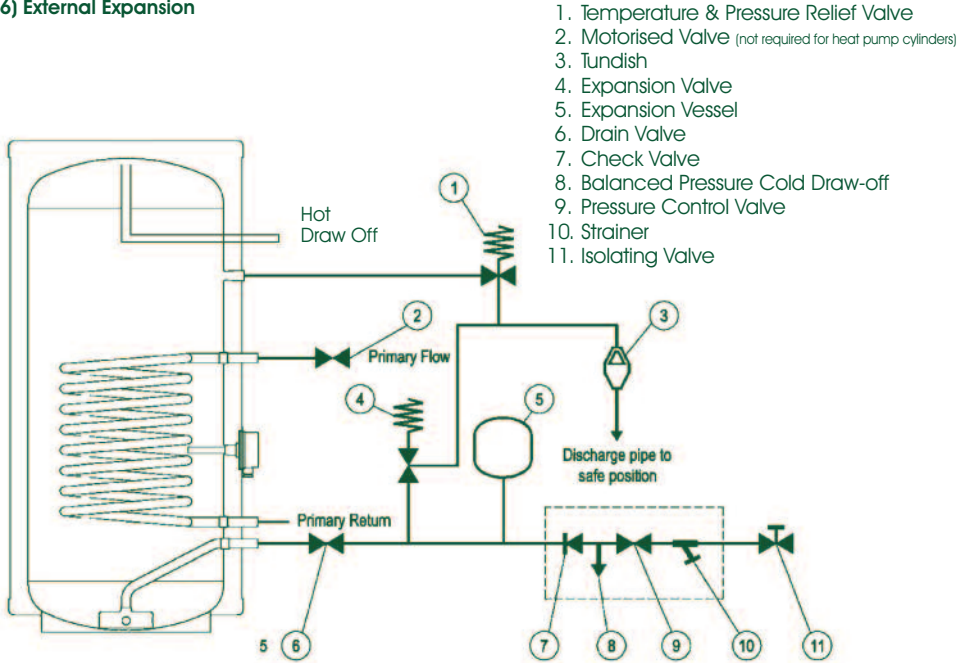 6) External Expansion
1. Temperature & Pressure Relief Valve
2. Motorised Valve (not required for heat pump cylinders)
3. Tundish
4. Expansion Valve
5. Expansion Vessel
6. Drain Valve
7. Check Valve
8. Balanced Pressure Cold Draw-off
9. Pressure Control Valve
10. Strainer
11. Isolating Valve
1
Hot
Draw Off
2
3
Primary Flow
4
5
Discharge pipe to
safe position
Primary Return
5
6
7
8
9
10
11